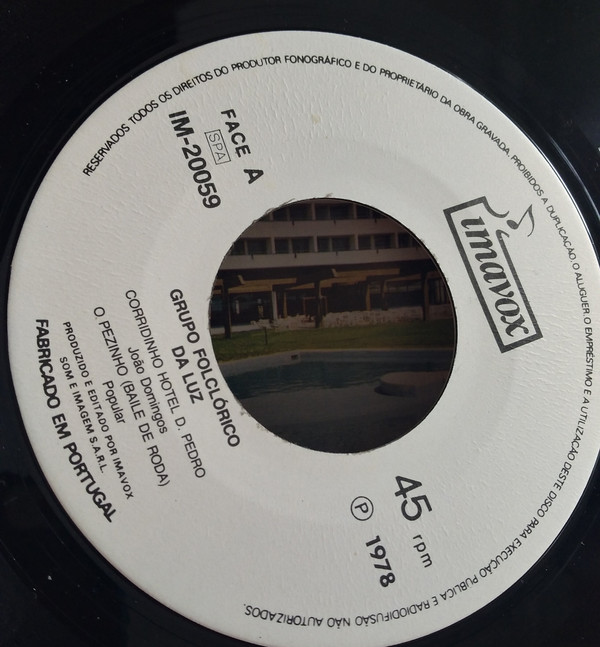 RESERVADOS TODOS OS DIREITOS DO PRODUTOR FONOGRÁFICO E DO PROPRIETÁRIO DA OBRA GRAVADA. PROIBIDOS A DUPLICAÇÃO, O ALUGUER, O EMPRÉSTIMO E A UTILIZAÇÃO DESTE DISCO PARA EXECUÇÃO PUBLICA E RADIODIFUSÃO NÃO AUTORIZADOS.
imavox
FACE A
SPA
IM-20059
45 rpm
Ⓟ 1978
GRUPO FOLCLÓRICO
DA LUZ
CORRIDINHO HOTEL D. PEDRO
João Domingos
O PEZINHO (BAILE DE RODA)
Popular
PRODUZIDO E EDITADO POR IMAVOX
SOM E IMAGEM S.A.R.L.
FABRICADO EM PORTUGAL